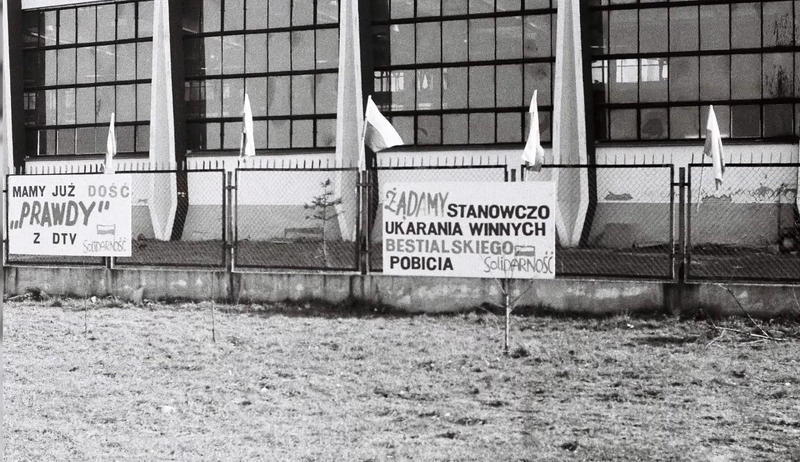 MAMY JUŻ DOŚĆ
„PRAWDY"
Z DTV
Solidarność
ŻĄDAMY STANOWCZO
UKARANIA WINNYCH
BESTIALSKIEGO
POBICIA
SOLIDARNOŚĆ